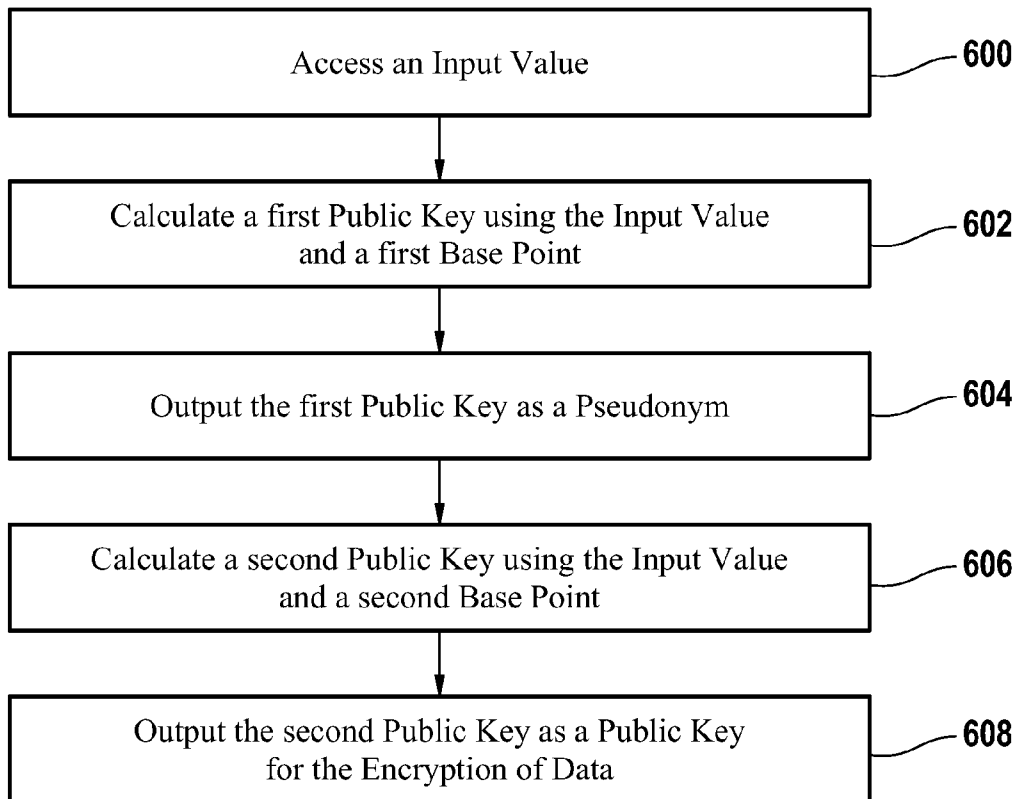 Access an Input Value
600
Calculate a first Public Key using the Input Value
and a first Base Point
602
Output the first Public Key as a Pseudonym
604
Calculate a second Public Key using the Input Value
and a second Base Point
606
Output the second Public Key as a Public Key
for the Encryption of Data
608